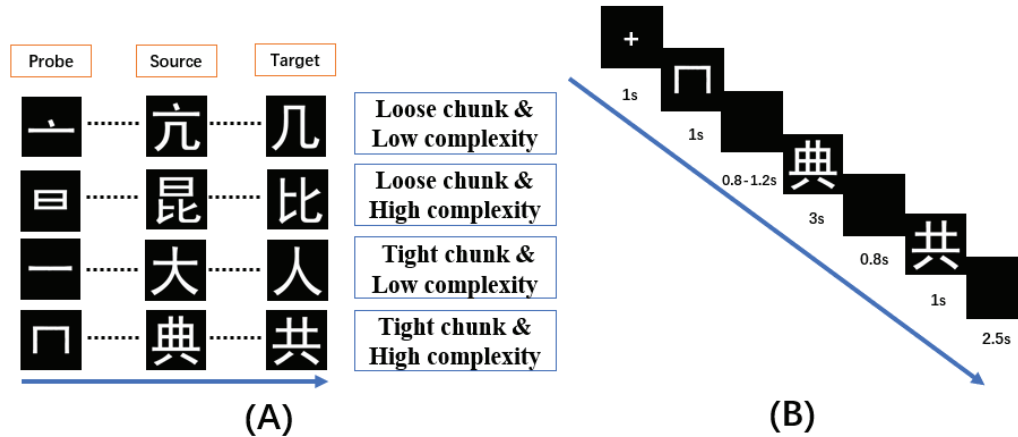 Probe
Source
Target
亠 亢 几
Loose chunk &
Low complexity
曰 昆 比
Loose chunk &
High complexity
一 大 人
Tight chunk &
Low complexity
冂 典 共
Tight chunk &
High complexity
(A)
+
1s
冂
1s
0.8-1.2s
典
3s
0.8s
共
1s
2.5s
(B)